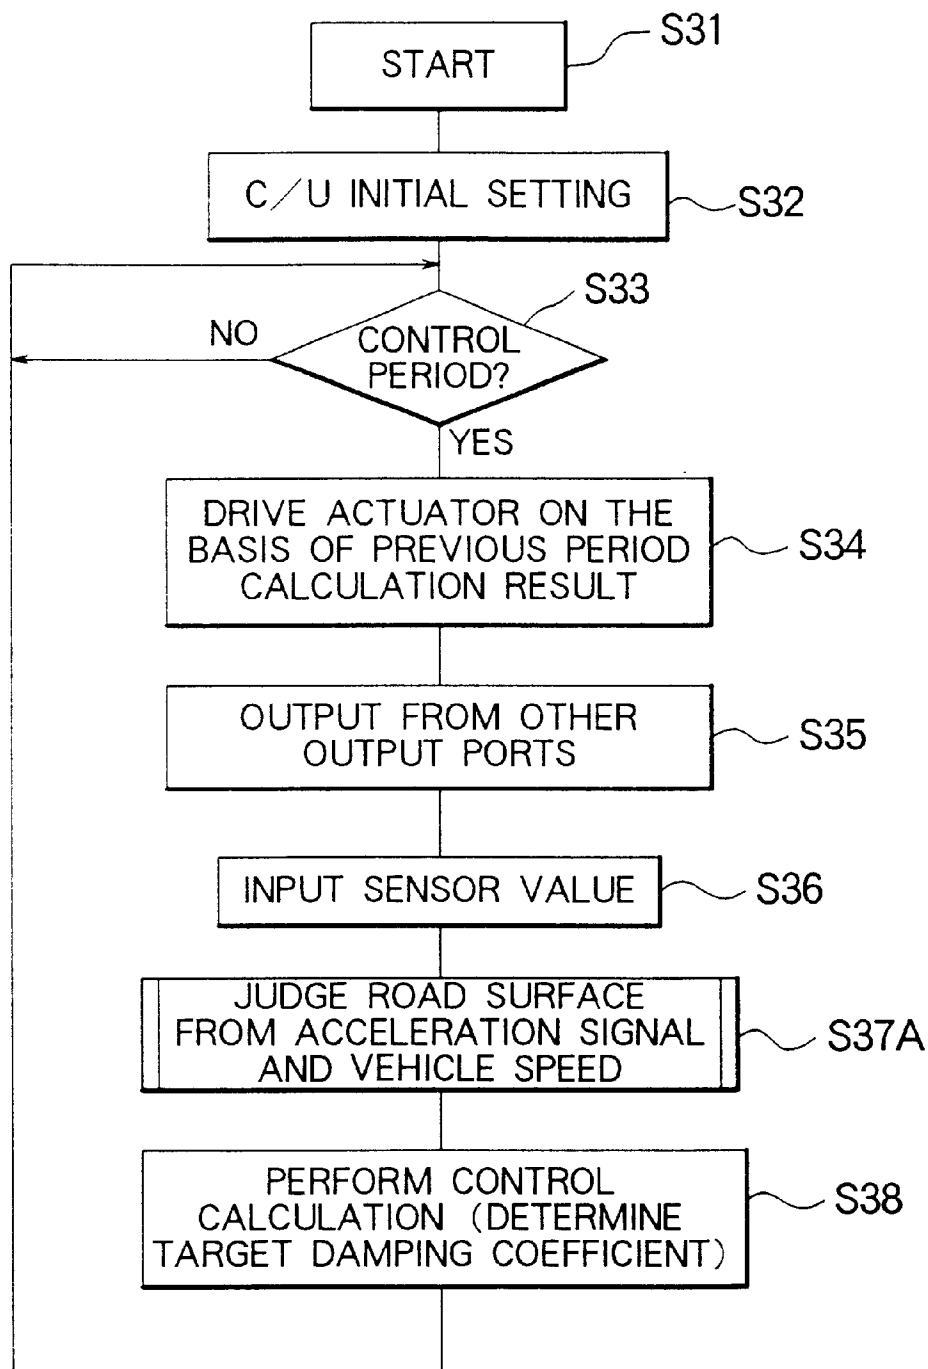 START
S31
C/U INITIAL SETTING
S32
S33
NO
CONTROL
PERIOD?
YES
DRIVE ACTUATOR ON THE
BASIS OF PREVIOUS PERIOD
CALCULATION RESULT
S34
OUTPUT FROM OTHER
OUTPUT PORTS
S35
INPUT SENSOR VALUE
S36
JUDGE ROAD SURFACE
FROM ACCELERATION SIGNAL
AND VEHICLE SPEED
S37A
PERFORM CONTROL
CALCULATION (DETERMINE
TARGET DAMPING COEFFICIENT)
S38